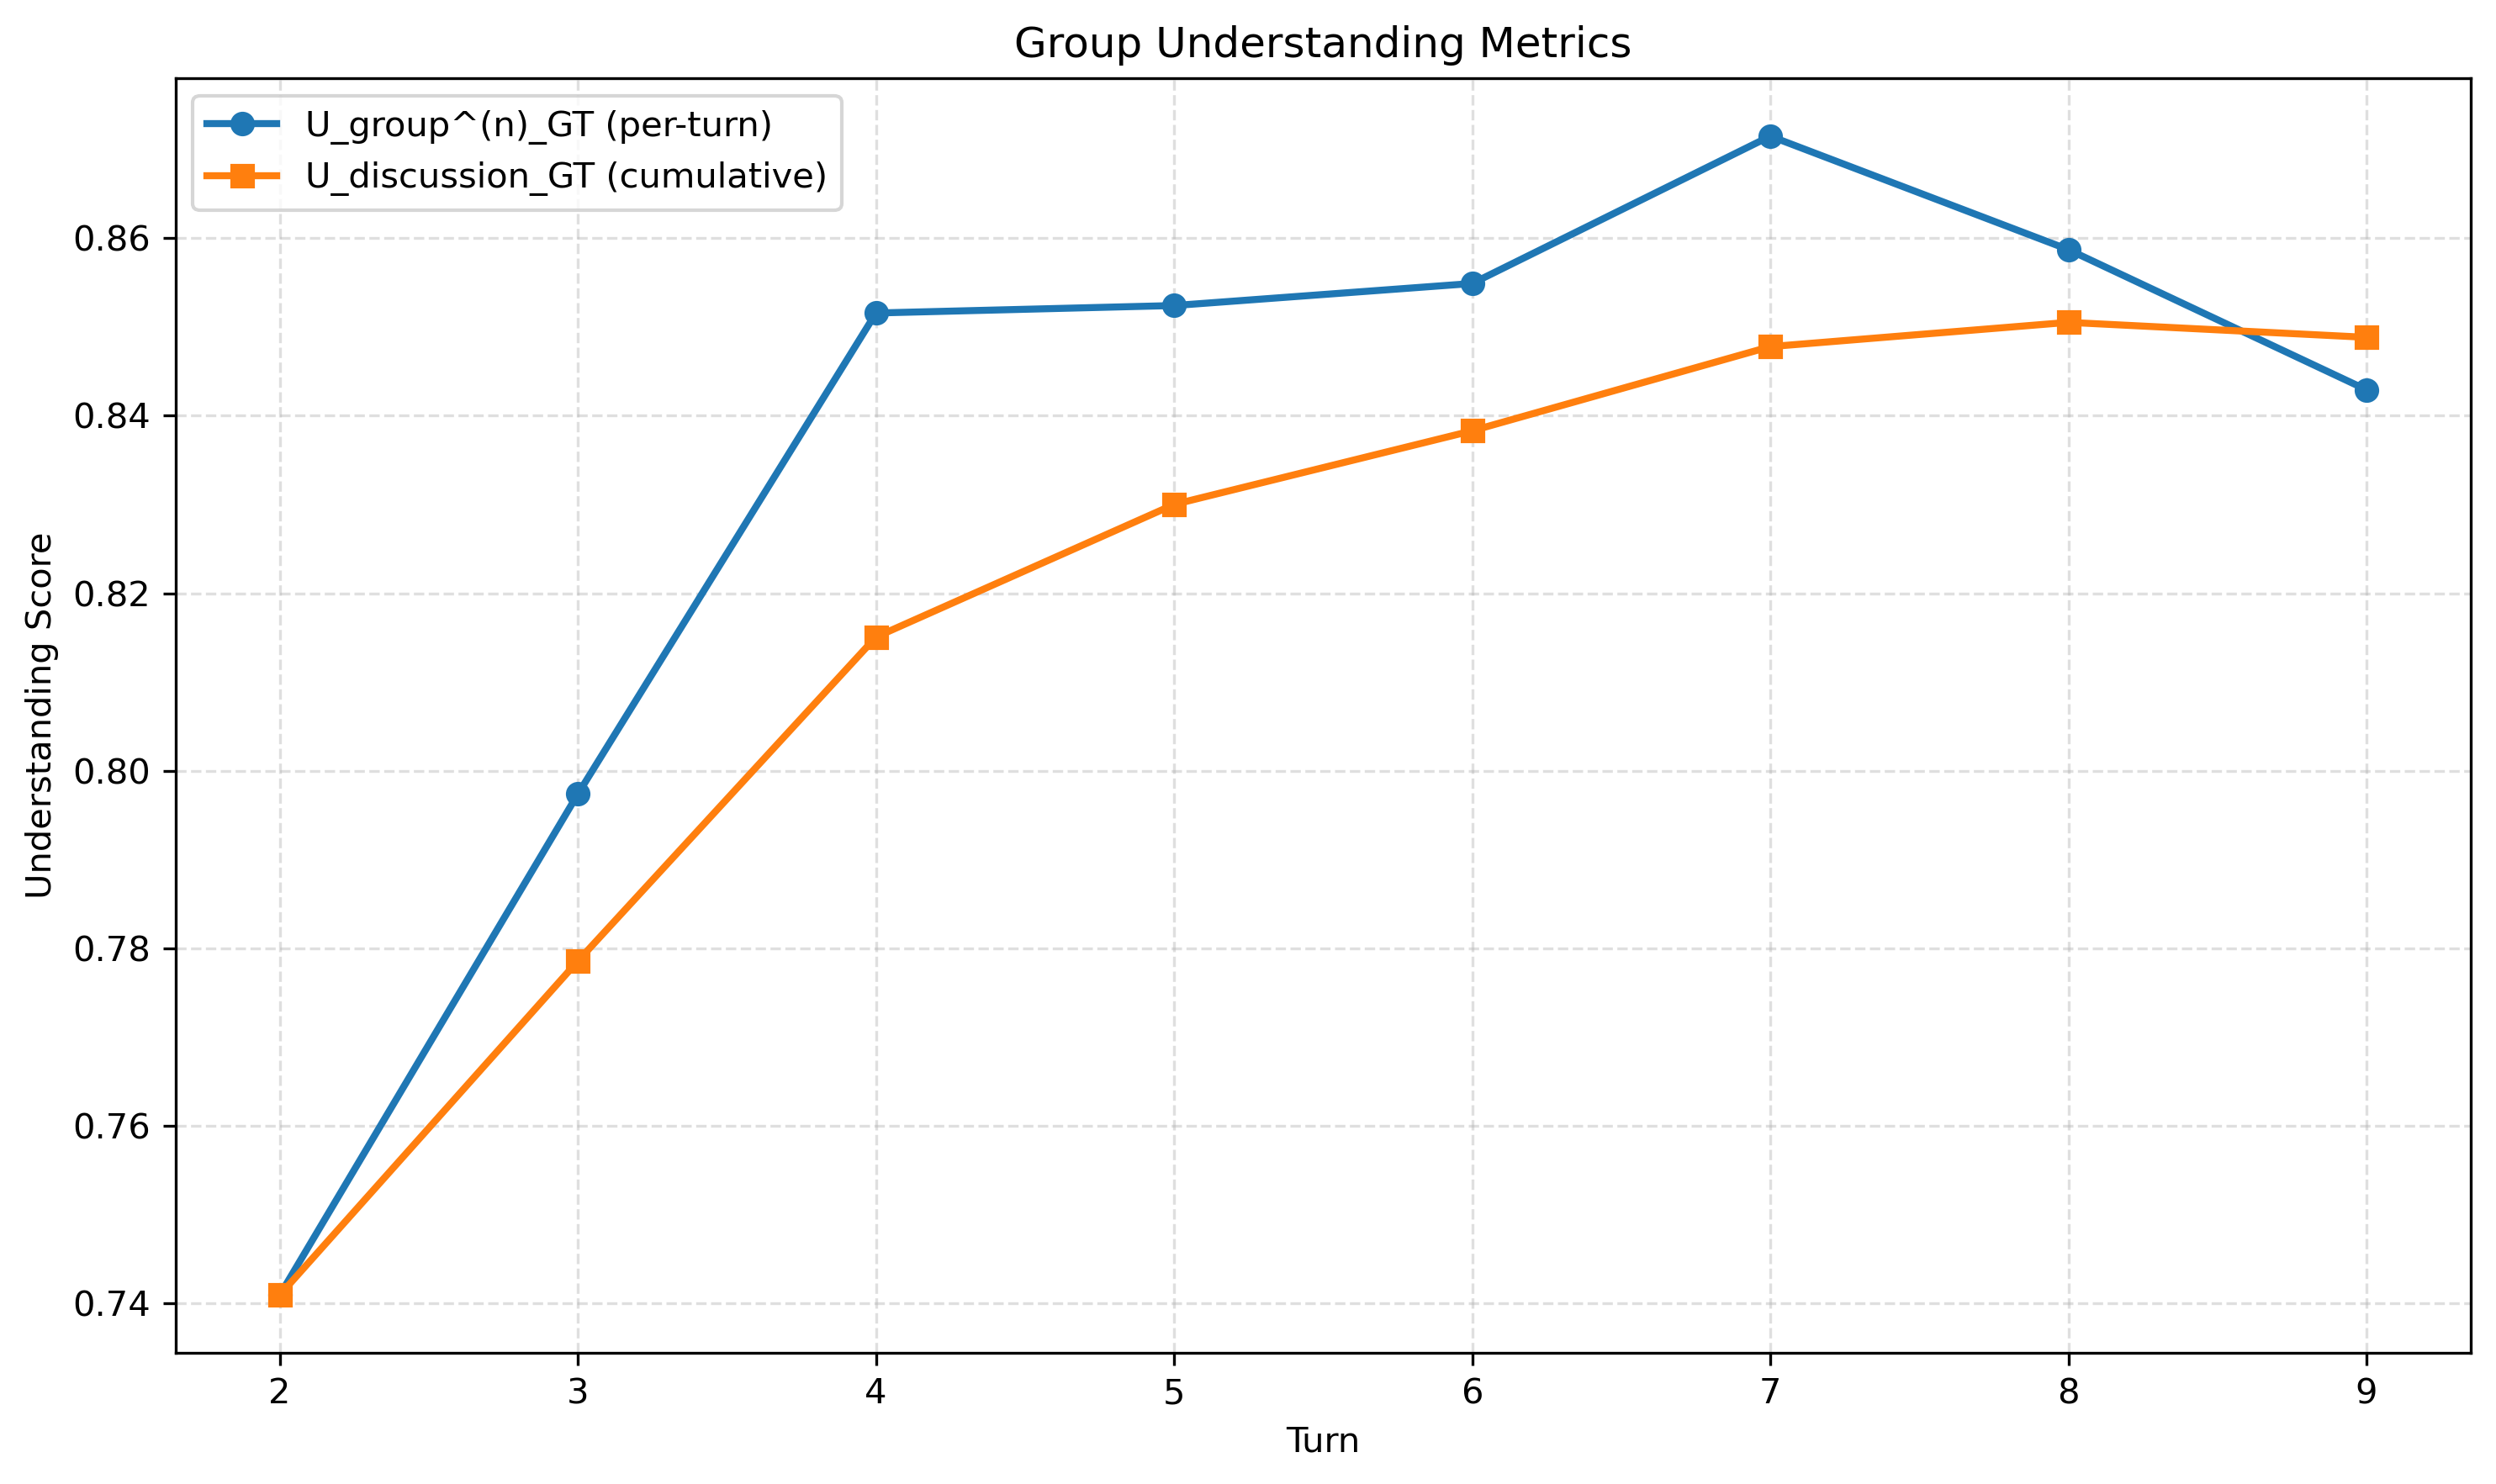 Group Understanding Metrics
U_group^(n)_GT (per-turn)
U_discussion_GT (cumulative)
Understanding Score
0.86
0.84
0.82
0.80
0.78
0.76
0.74
2 3 4 5 6 7 8 9
Turn